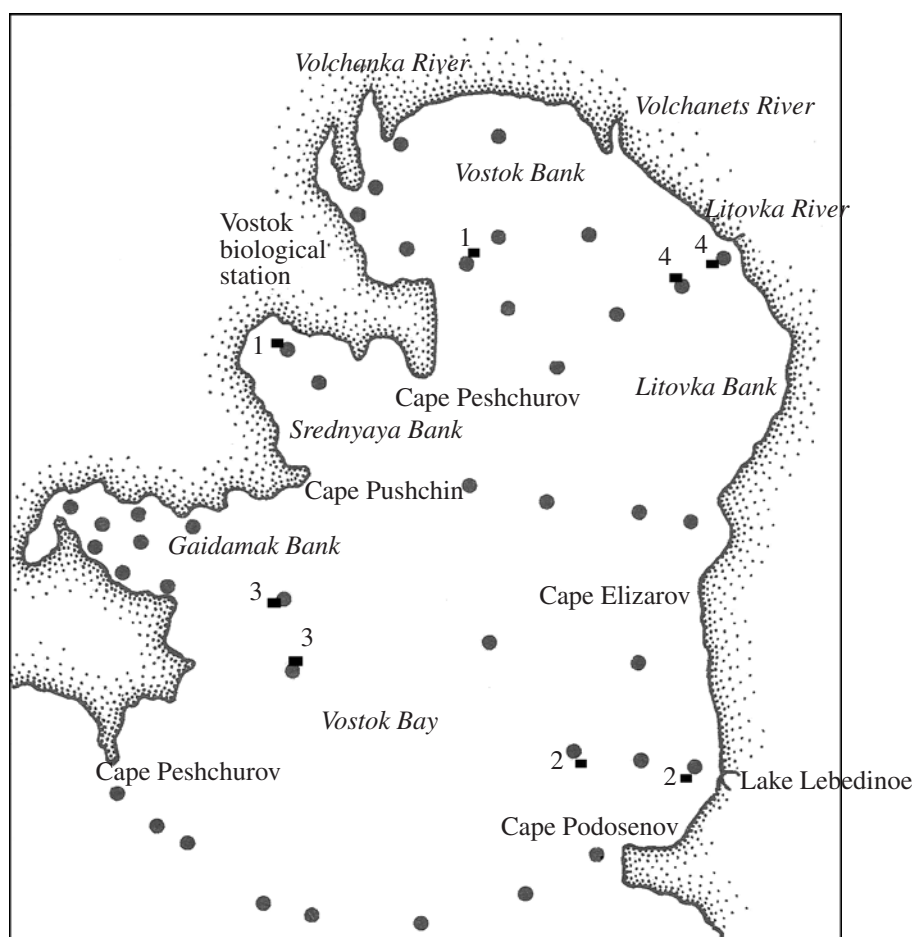 Volchanka River
Volchanets River
Vostok Bank
Litovka River
Vostok
biological
station
1
4
4
1
Cape Peshchurov
Litovka Bank
Srednyaya Bank
Cape Pushchin
Gaidamak Bank
3
Cape Elizarov
3
Vostok Bay
2
2
Cape Peshchurov
Lake Lebedinoe
Cape Podosenov